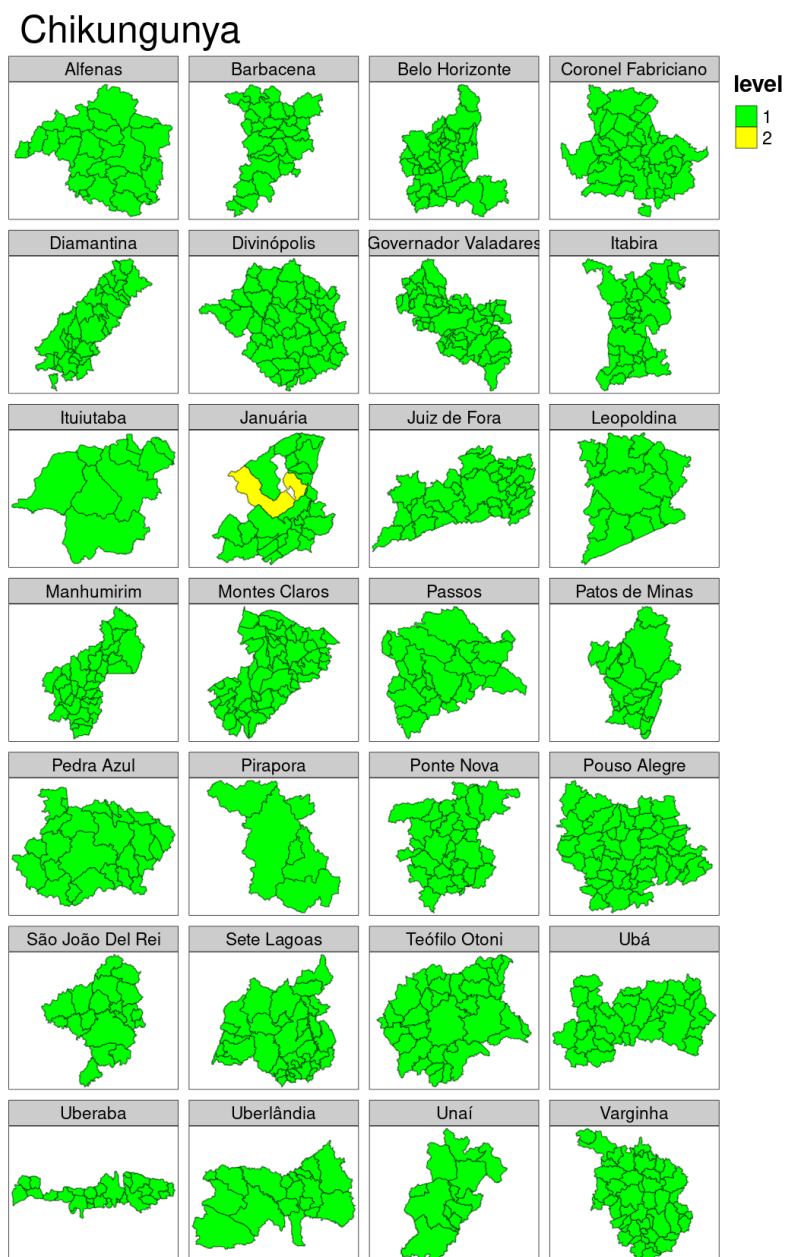 Chikungunya
Alfenas
Barbacena
Belo Horizonte
Coronel Fabriciano
level
1
2
Diamantina
Divinópolis
Governador Valadares
Itabira
Ituiutaba
Januária
Juiz de Fora
Leopoldina
Manhumirim
Montes Claros
Passos
Patos de Minas
Pedra Azul
Pirapora
Ponte Nova
Pouso Alegre
São João Del Rei
Sete Lagoas
Teófilo Otoni
Ubá
Uberaba
Uberlândia
Unaí
Varginha